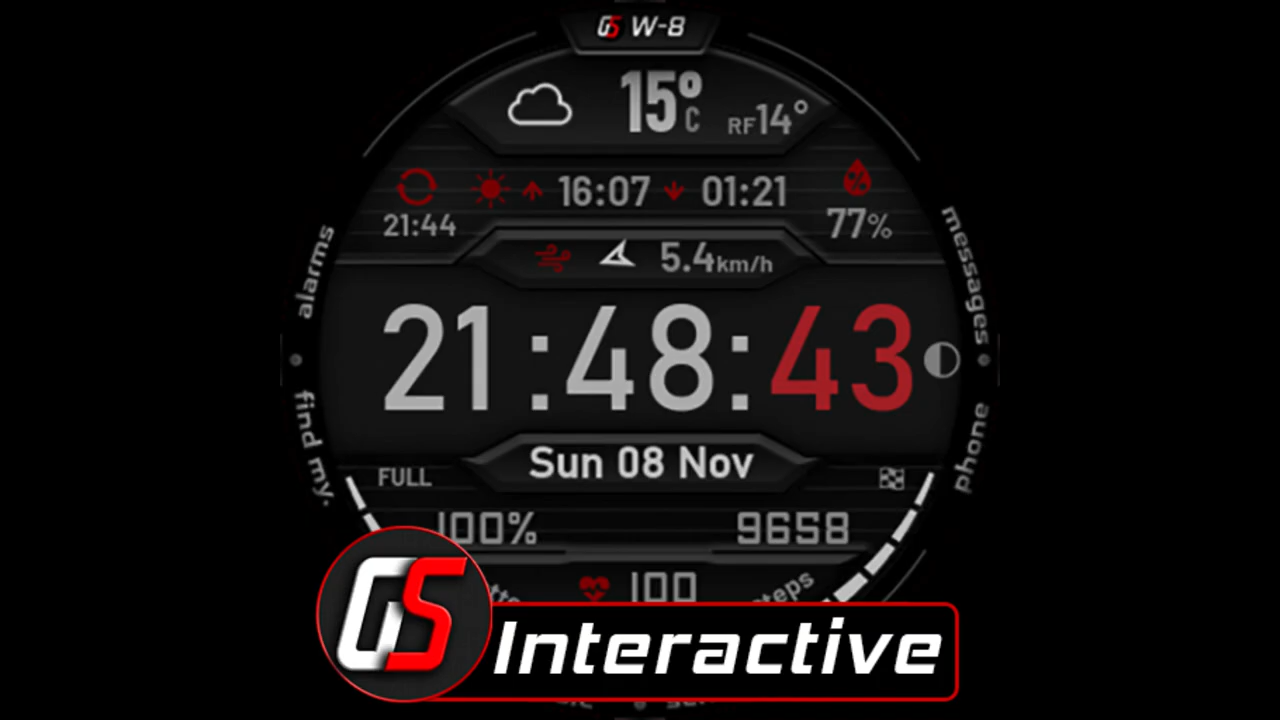 GS W-8
15°C RF14°
16:07 01:21
21:44 77%
5.4km/h
alarms
messages
21:48:43
find my.
phone
Sun 08 Nov
FULL
100% 9658
100
steps
GS Interactive